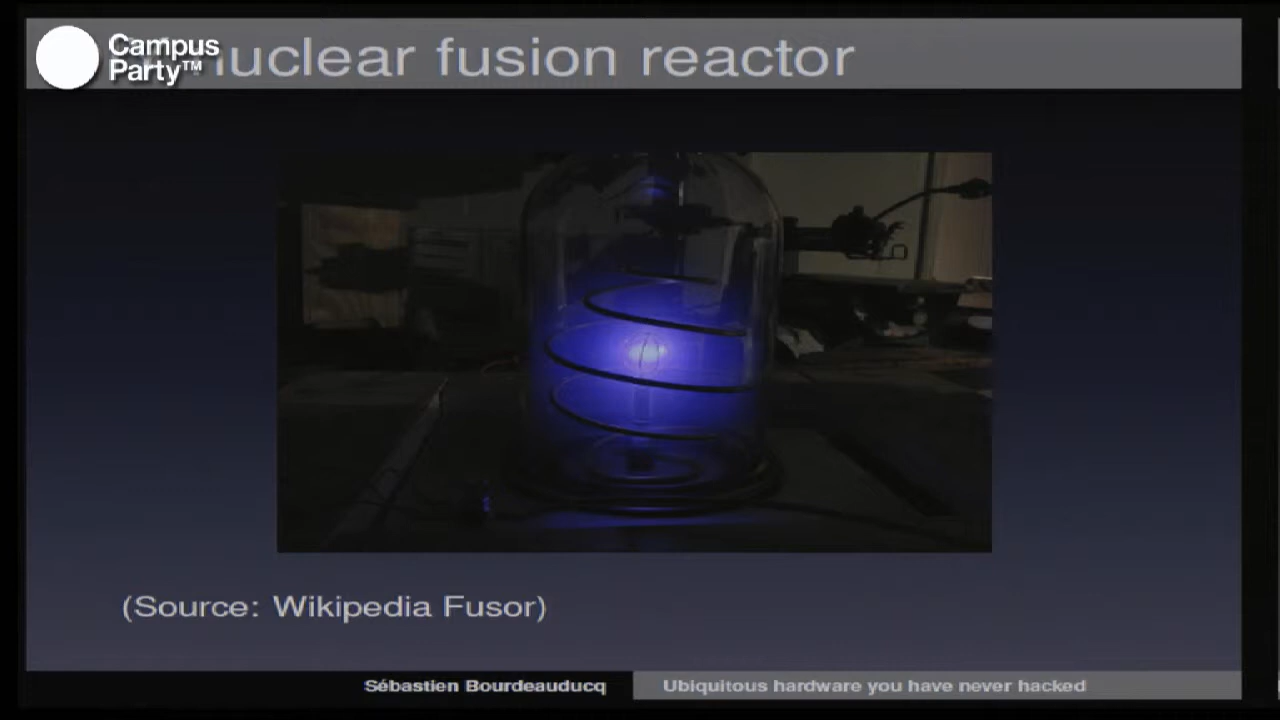 Campus
Party™
nuclear fusion reactor
(Source: Wikipedia Fusor)
Sébastien Bourdeauducq
Ubiquitous hardware you have never hacked